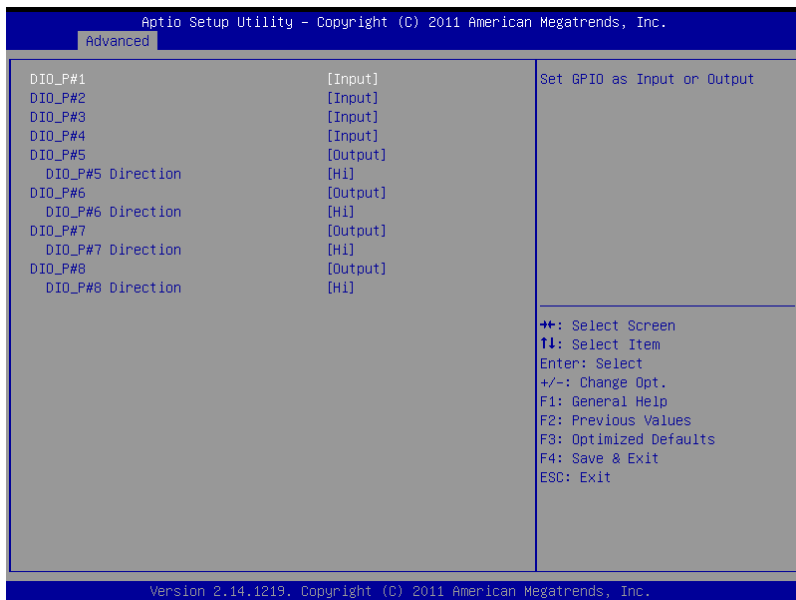 Aptio Setup Utility – Copyright (C) 2011 American Megatrends, Inc.
Advanced
DIO_P#1 [Input]
DIO_P#2 [Input]
DIO_P#3 [Input]
DIO_P#4 [Input]
DIO_P#5 [Output]
DIO_P#5 Direction [Hi]
DIO_P#6 [Output]
DIO_P#6 Direction [Hi]
DIO_P#7 [Output]
DIO_P#7 Direction [Hi]
DIO_P#8 [Output]
DIO_P#8 Direction [Hi]
Set GPIO as Input or Output
→←: Select Screen
↑↓: Select Item
Enter: Select
+/-: Change Opt.
F1: General Help
F2: Previous Values
F3: Optimized Defaults
F4: Save & Exit
ESC: Exit
Version 2.14.1219. Copyright (C) 2011 American Megatrends, Inc.